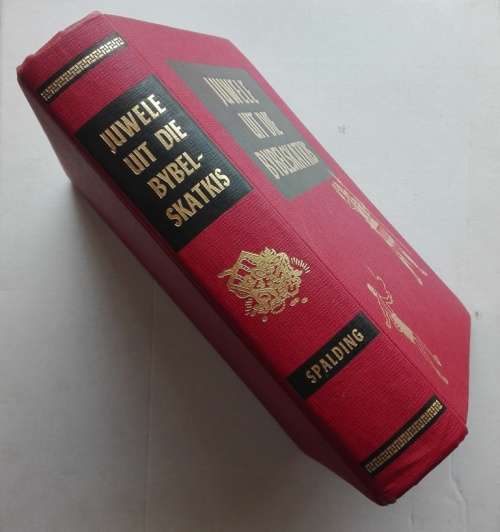 JUWELE
UIT DIE
BYBEL-
SKATKIS
SPALDING
JUWELE
UIT DIE
BYBELSKATKIS